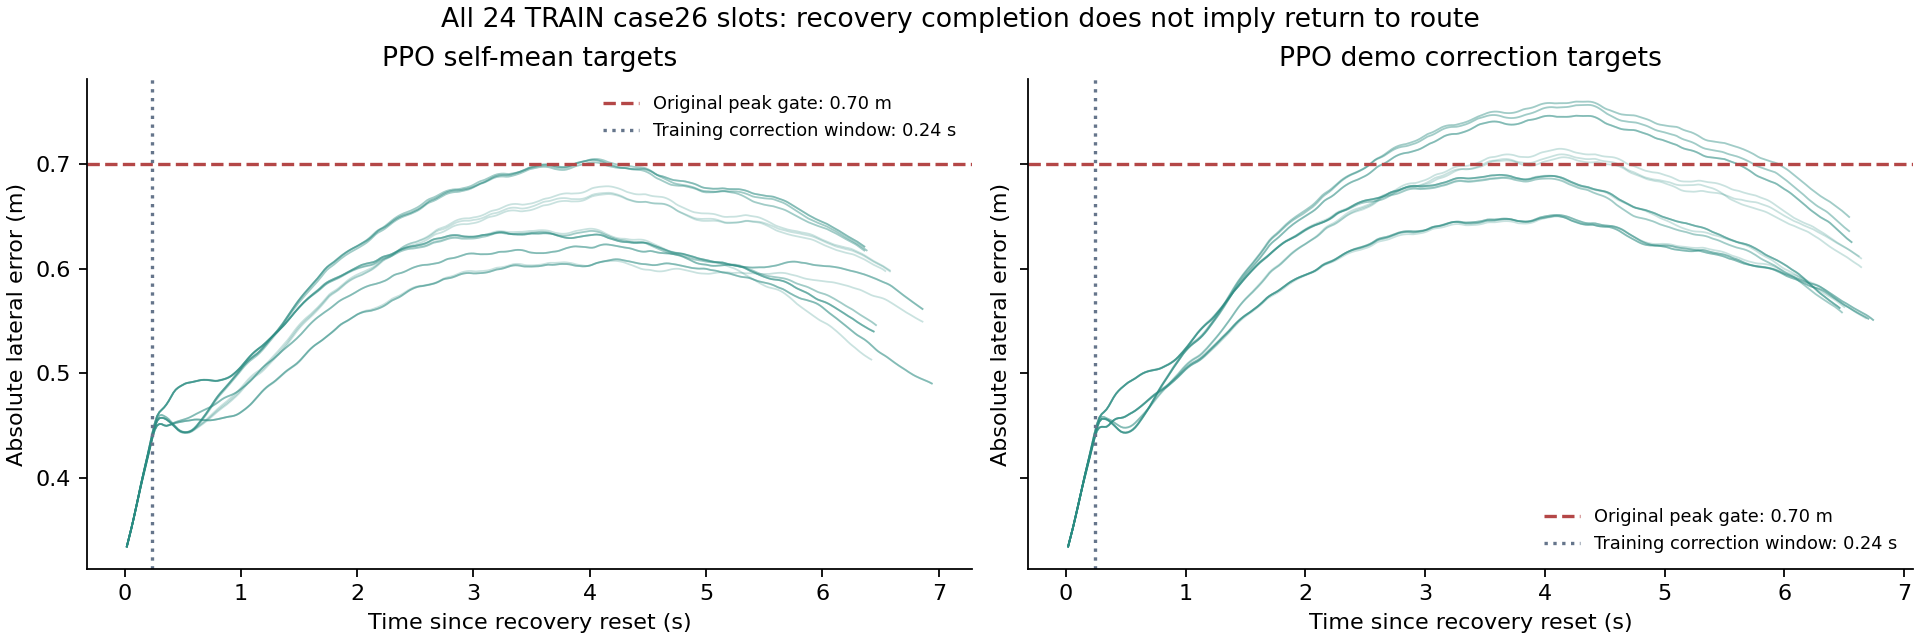 All 24 TRAIN case26 slots: recovery completion does not imply return to route
PPO self-mean targets
Original peak gate: 0.70 m
Training correction window: 0.24 s
Absolute lateral error (m)
0.7
0.6
0.5
0.4
0 1 2 3 4 5 6 7
Time since recovery reset (s)
PPO demo correction targets
Absolute lateral error (m)
Original peak gate: 0.70 m
Training correction window: 0.24 s
0 1 2 3 4 5 6 7
Time since recovery reset (s)